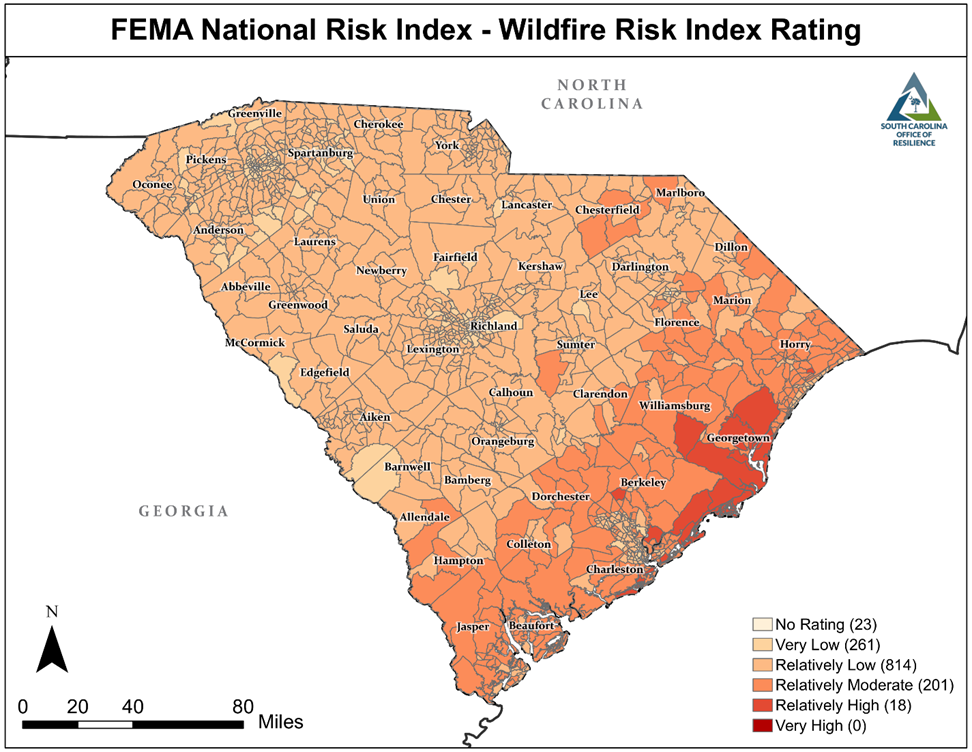 FEMA National Risk Index - Wildfire Risk Index Rating
NORTH
CAROLINA
SOUTH CAROLINA
OFFICE OF
RESILIENCE
Greenville
Cherokee
York
Spartanburg
Pickens
Oconee
Union
Chester
Lancaster
Marlboro
Chesterfield
Anderson
Laurens
Dillon
Fairfield
Newberry
Kershaw
Darlington
Abbeville
Greenwood
Lee
Marion
Saluda
Richland
Florence
McCormick
Lexington
Sumter
Horry
Edgefield
Calhoun
Clarendon
Williamsburg
Aiken
Orangeburg
Georgetown
Barnwell
Bamberg
Berkeley
Dorchester
GEORGIA
Allendale
Colleton
Hampton
Charleston
Jasper
Beaufort
N
No Rating (23)
Very Low (261)
Relatively Low (814)
Relatively Moderate (201)
Relatively High (18)
Very High (0)
0 20 40 80 Miles